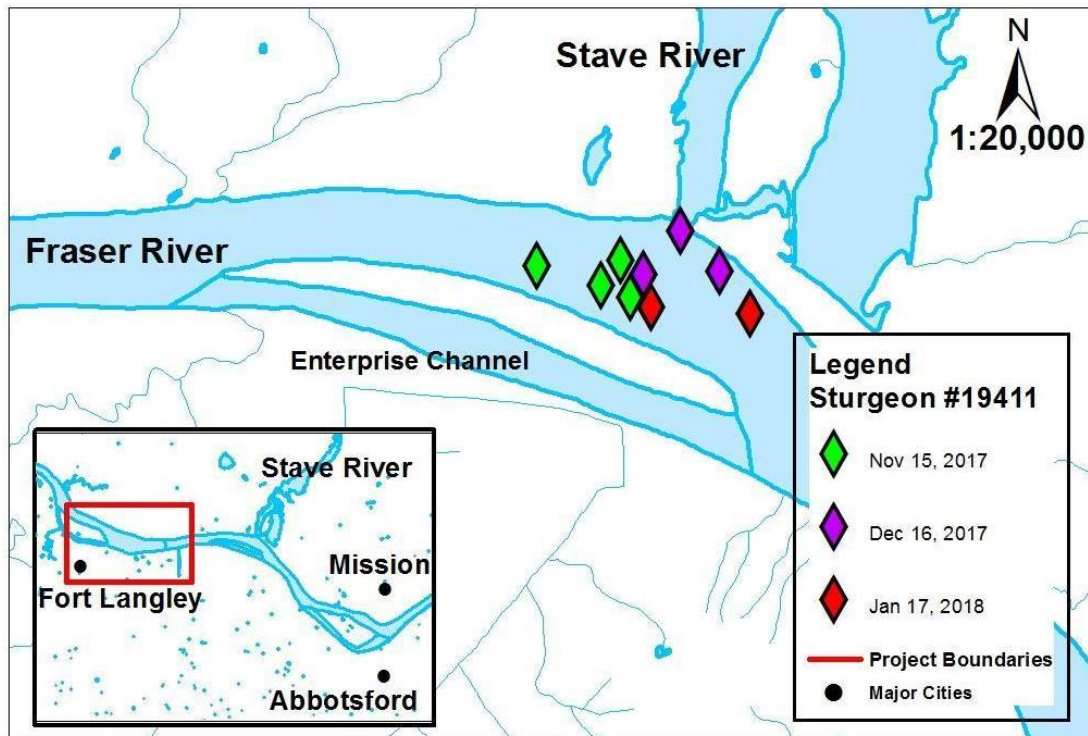 Stave River
N
1:20,000
Fraser River
Enterprise Channel
Legend
Sturgeon #19411
Nov 15, 2017
Dec 16, 2017
Jan 17, 2018
Project Boundaries
Major Cities
Stave River
Mission
Fort Langley
Abbotsford